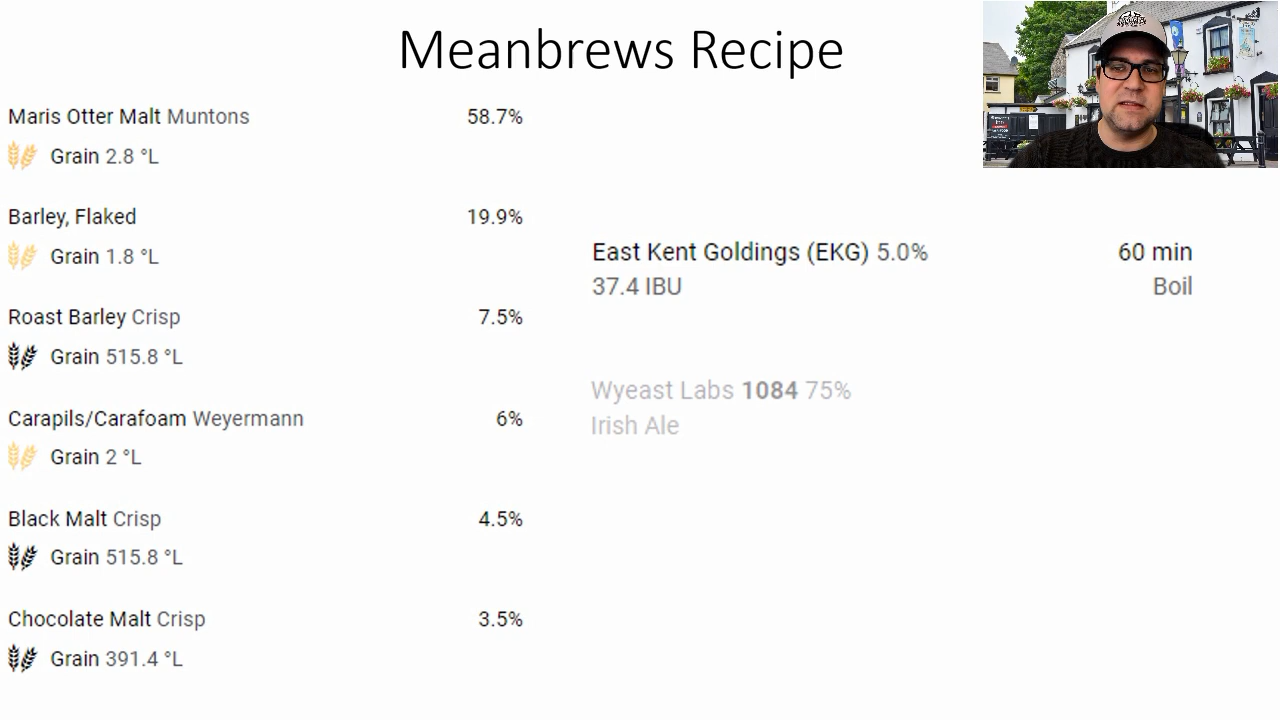 Meanbrews Recipe
Maris Otter Malt Muntons 58.7%
Grain 2.8 °L
Barley, Flaked 19.9%
Grain 1.8 °L
Roast Barley Crisp 7.5%
Grain 515.8 °L
Carapils/Carafoam Weyermann 6%
Grain 2 °L
Black Malt Crisp 4.5%
Grain 515.8 °L
Chocolate Malt Crisp 3.5%
Grain 391.4 °L
East Kent Goldings (EKG) 5.0% 60 min
37.4 IBU Boil
Wyeast Labs 1084 75%
Irish Ale